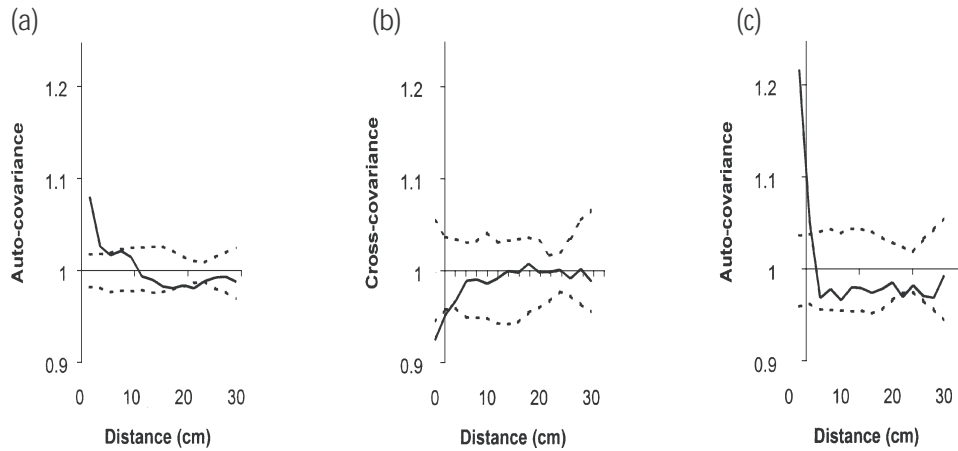 (a)
Auto-covariance
1.2
1.1
1
0.9
0 10 20 30
Distance (cm)
(b)
Cross-covariance
1.2
1.1
1
0.9
0 10 20 30
Distance (cm)
(c)
Auto-covariance
1.2
1.1
1
0.9
0 10 20 30
Distance (cm)